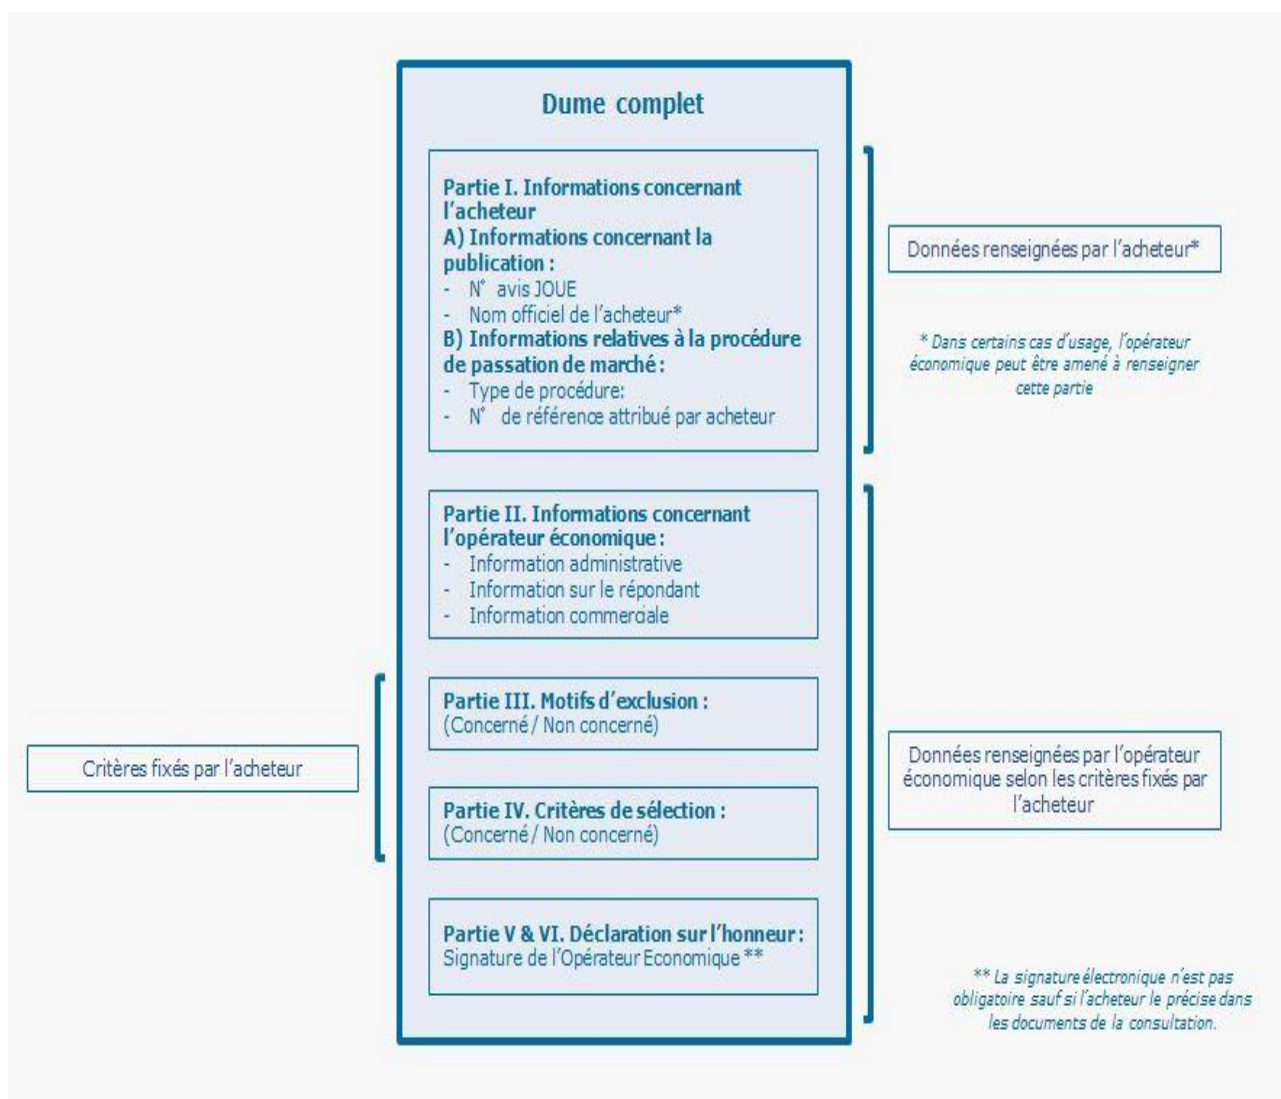 Dume complet
Partie I. Informations concernant
l'acheteur
A) Informations concernant la
publication :
- N° avis JOUE
- Nom officiel de l'acheteur*
B) Informations relatives à la procédure
de passation de marché :
- Type de procédure;
- N° de référence attribué par acheteur
Données renseignées par l'acheteur*
* Dans certains cas d'usage, l'opérateur
économique peut être amené à renseigner
cette partie
Partie II. Informations concernant
l'opérateur économique :
- Information administrative
- Information sur le répondant
- Information commerciale
Partie III. Motifs d'exclusion :
(Concerné / Non concerné)
Critères fixés par l'acheteur
Partie IV. Critères de sélection :
(Concerné / Non concerné)
Données renseignées par l'opérateur
économique selon les critères fixés par
l'acheteur
Partie V & VI. Déclaration sur l'honneur :
Signature de l'Opérateur Economique **
** La signature électronique n'est pas
obligatoire sauf si l'acheteur le précise dans
les documents de la consultation.